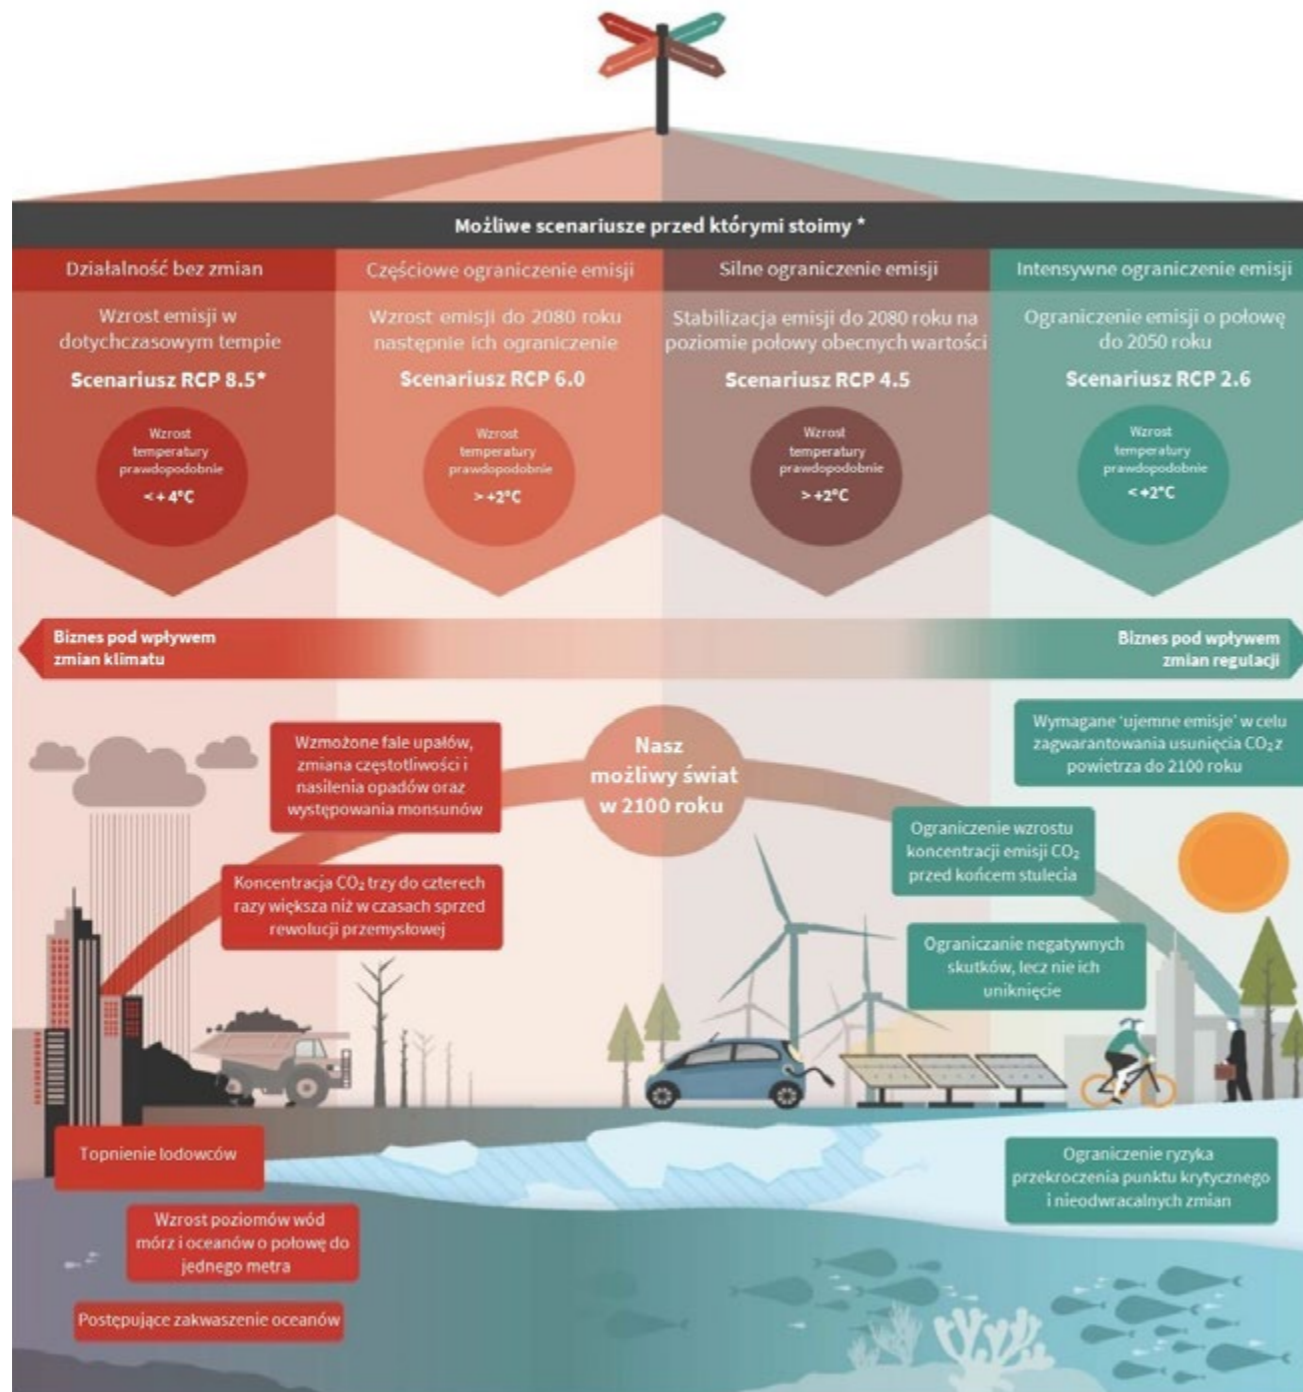 Możliwe scenariusze przed którymi stoimy *
Działalność bez zmian
Wzrost emisji w
dotychczasowym tempie
Scenariusz RCP 8.5*
Wzrost
temperatury
prawdopodobnie
< + 4°C
Częściowe ograniczenie emisji
Wzrost emisji do 2080 roku
następnie ich ograniczenie
Scenariusz RCP 6.0
Wzrost
temperatury
prawdopodobnie
> +2°C
Silne ograniczenie emisji
Stabilizacja emisji do 2080 roku na
poziomie połowy obecnych wartości
Scenariusz RCP 4.5
Wzrost
temperatury
prawdopodobnie
> +2°C
Intensywne ograniczenie emisji
Ograniczenie emisji o połowę
do 2050 roku
Scenariusz RCP 2.6
Wzrost
temperatury
prawdopodobnie
< +2°C
Biznes pod wpływem
zmian klimatu
Biznes pod wpływem
zmian regulacji
Nasz
możliwy świat
w 2100 roku
Wzmożone fale upałów,
zmiana częstotliwości i
nasilenia opadów oraz
występowania monsunów
Koncentracja CO₂ trzy do czterech
razy większa niż w czasach sprzed
rewolucji przemysłowej
Wymagane ‘ujemne emisje’ w celu
zagwarantowania usunięcia CO₂ z
powietrza do 2100 roku
Ograniczenie wzrostu
koncentracji emisji CO₂
przed końcem stulecia
Ograniczanie negatywnych
skutków, lecz nie ich
uniknięcie
Topnienie lodowców
Wzrost poziomów wód
mórz i oceanów o połowę do
jednego metra
Postępujące zakwaszenie oceanów
Ograniczenie ryzyka
przekroczenia punktu krytycznego
i nieodwracalnych zmian